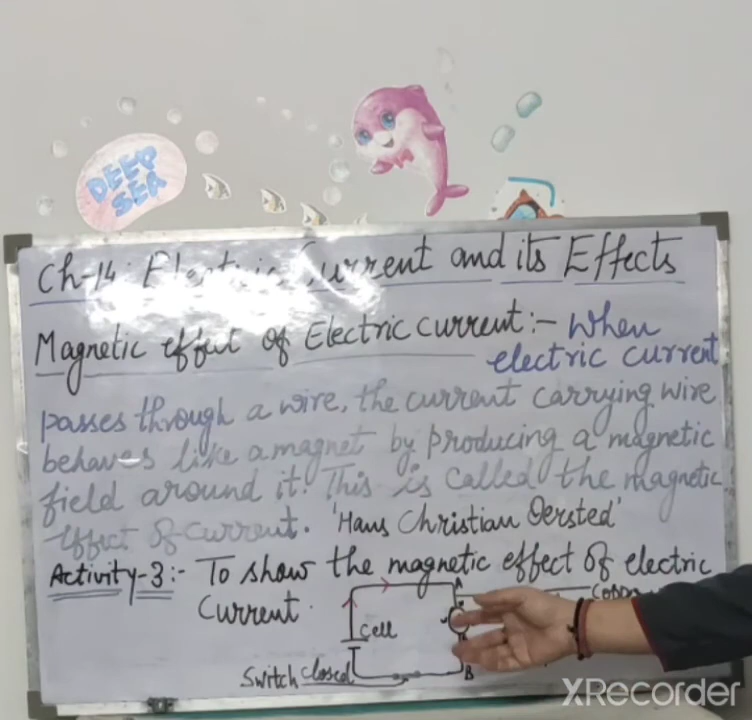 DEEP
SEA
Ch-14: Electric Current and its Effects
Magnetic effect of Electric current:- When
electric current
passes through a wire, the current carrying wire
behaves like a magnet by producing a magnetic
field around it. This is called the magnetic
effect of current. 'Hans Christian Oersted'
Activity-3:- To show the magnetic effect of electric
Current.
A
Cell
Switch closed
B
XRecorder